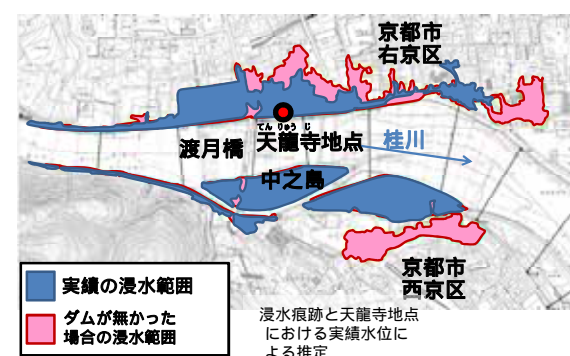 京都市
右京区
てんりゅうじ
渡月橋
天龍寺地点
桂川
中之島
京都市
西京区
実績の浸水範囲
ダムが無かった
場合の浸水範囲
浸水痕跡と天龍寺地点
における実績水位に
よる推定